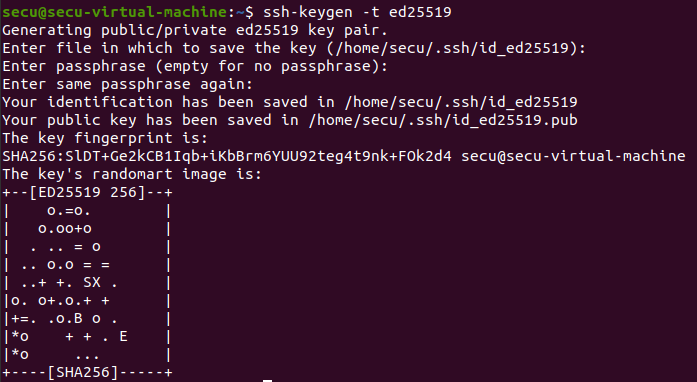 secu@secu-virtual-machine:~$ ssh-keygen -t ed25519
Generating public/private ed25519 key pair.
Enter file in which to save the key (/home/secu/.ssh/id_ed25519):
Enter passphrase (empty for no passphrase):
Enter same passphrase again:
Your identification has been saved in /home/secu/.ssh/id_ed25519
Your public key has been saved in /home/secu/.ssh/id_ed25519.pub
The key fingerprint is:
SHA256:SlDT+Ge2kCB1Iqb+iKbBrm6YUU92teg4t9nk+FOk2d4 secu@secu-virtual-machine
The key's randomart image is:
+--[ED25519 256]--+
|    o.=o.        |
|   o.oo+o        |
|  . .. = o       |
| .. o.o = =      |
| ..+ +. SX .     |
|o. o+.o.+ +      |
|+=. .o.B o .     |
|*o    + + . E    |
|*o     ...       |
+----[SHA256]-----+